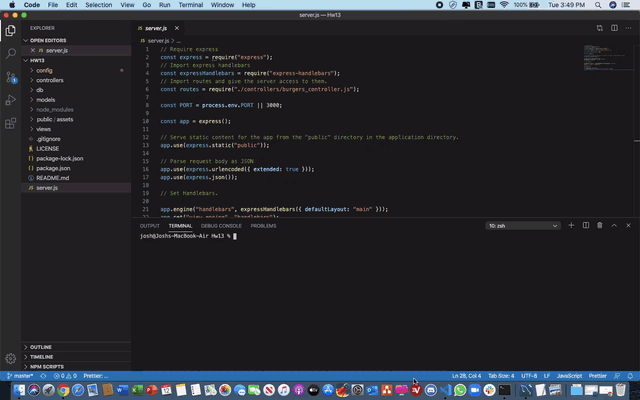 Code File Edit Selection View Go Run Terminal Window Help
Tue 3:49 PM
server.js — Hw13
EXPLORER
OPEN EDITORS
JS server.js
HW13
config
controllers
db
models
node_modules
public / assets
views
.gitignore
LICENSE
package-lock.json
package.json
README.md
JS server.js
OUTLINE
TIMELINE
NPM SCRIPTS
JS server.js
JS server.js > ...
1 // Require express
2 const express = require("express");
3 // Import express handlebars
4 const expressHandlebars = require("express-handlebars");
5 // Import routes and give the server access to them.
6 const routes = require("./controllers/burgers_controller.js");
7
8 const PORT = process.env.PORT || 3000;
9
10 const app = express();
11
12 // Serve static content for the app from the "public" directory in the application directory.
13 app.use(express.static("public"));
14
15 // Parse request body as JSON
16 app.use(express.urlencoded({ extended: true }));
17 app.use(express.json());
18
19 // Set Handlebars.
20
21 app.engine("handlebars", expressHandlebars({ defaultLayout: "main" }));
22 app.set("view engine", "handlebars");
OUTPUT TERMINAL DEBUG CONSOLE PROBLEMS
10: zsh
josh@Joshs-MacBook-Air Hw13 %
master* 0 0 Prettier: ...
Ln 28, Col 4 Tab Size: 4 UTF-8 LF JavaScript Prettier